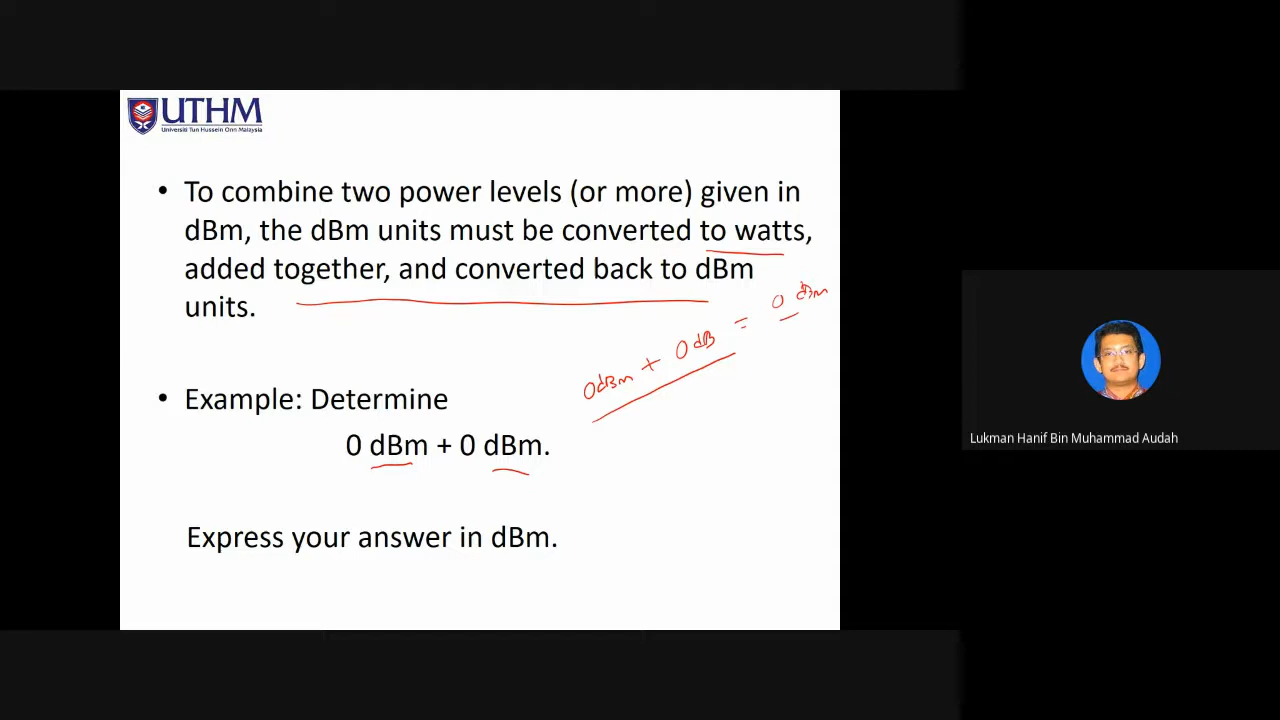 UTHM
Universiti Tun Hussein Onn Malaysia
• To combine two power levels (or more) given in
dBm, the dBm units must be converted to watts,
added together, and converted back to dBm
units.
0dBm + 0 dB = 0 dBm
• Example: Determine
0 dBm + 0 dBm.
Express your answer in dBm.
Lukman Hanif Bin Muhammad Audah